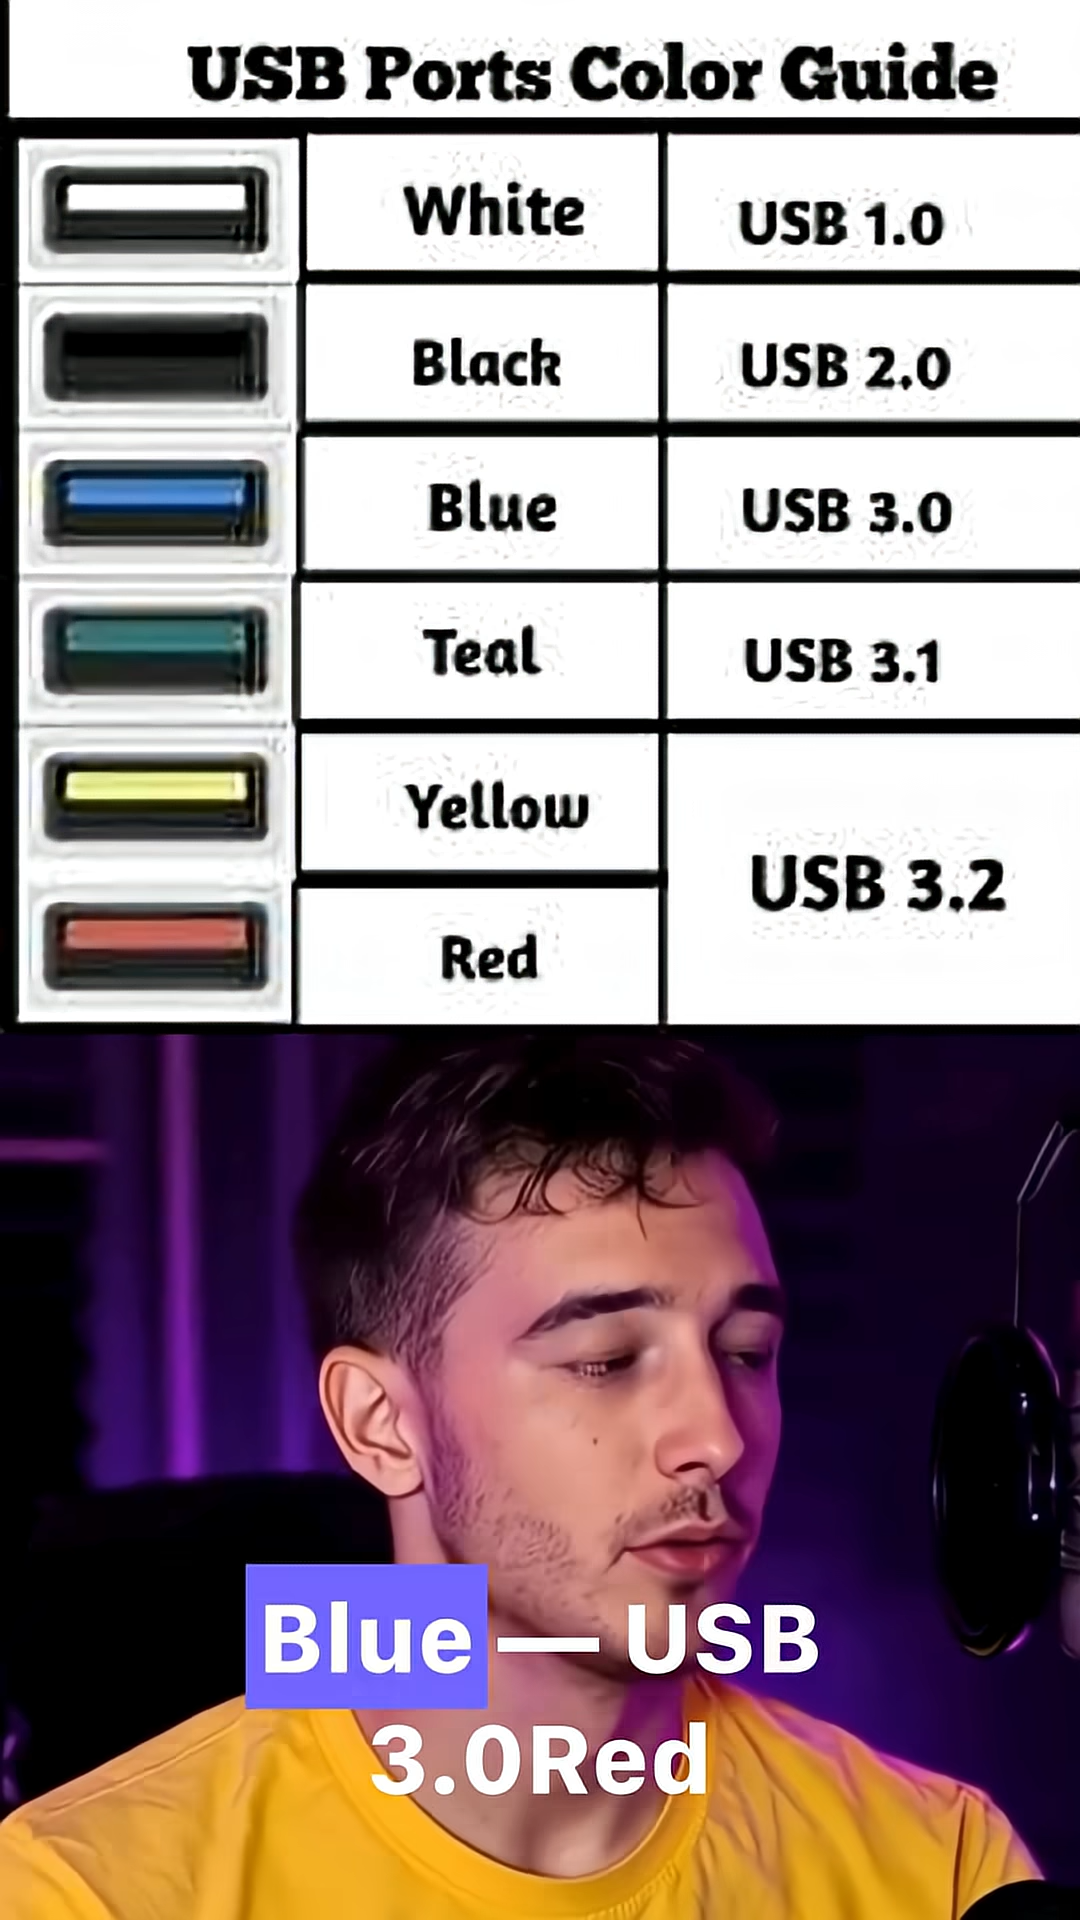 USB Ports Color Guide
White USB 1.0
Black USB 2.0
Blue USB 3.0
Teal USB 3.1
Yellow
USB 3.2
Red
Blue — USB
3.0Red